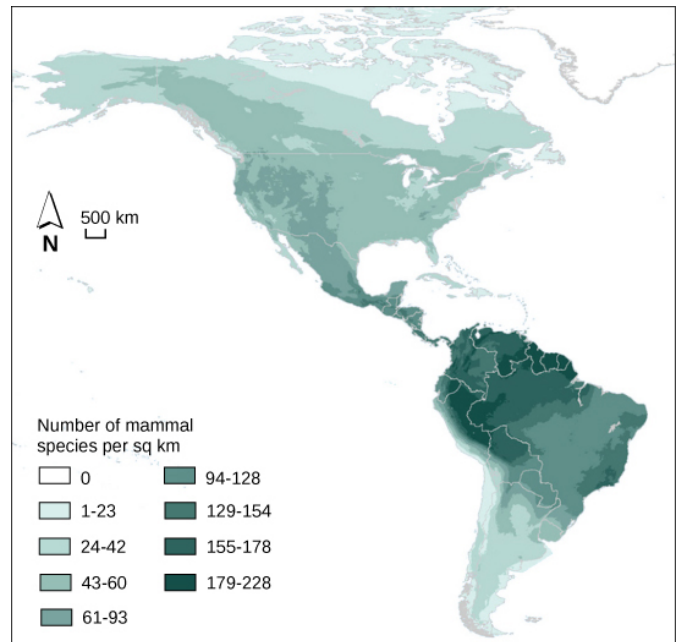 500 km
N
Number of mammal
species per sq km
0
1-23
24-42
43-60
61-93
94-128
129-154
155-178
179-228